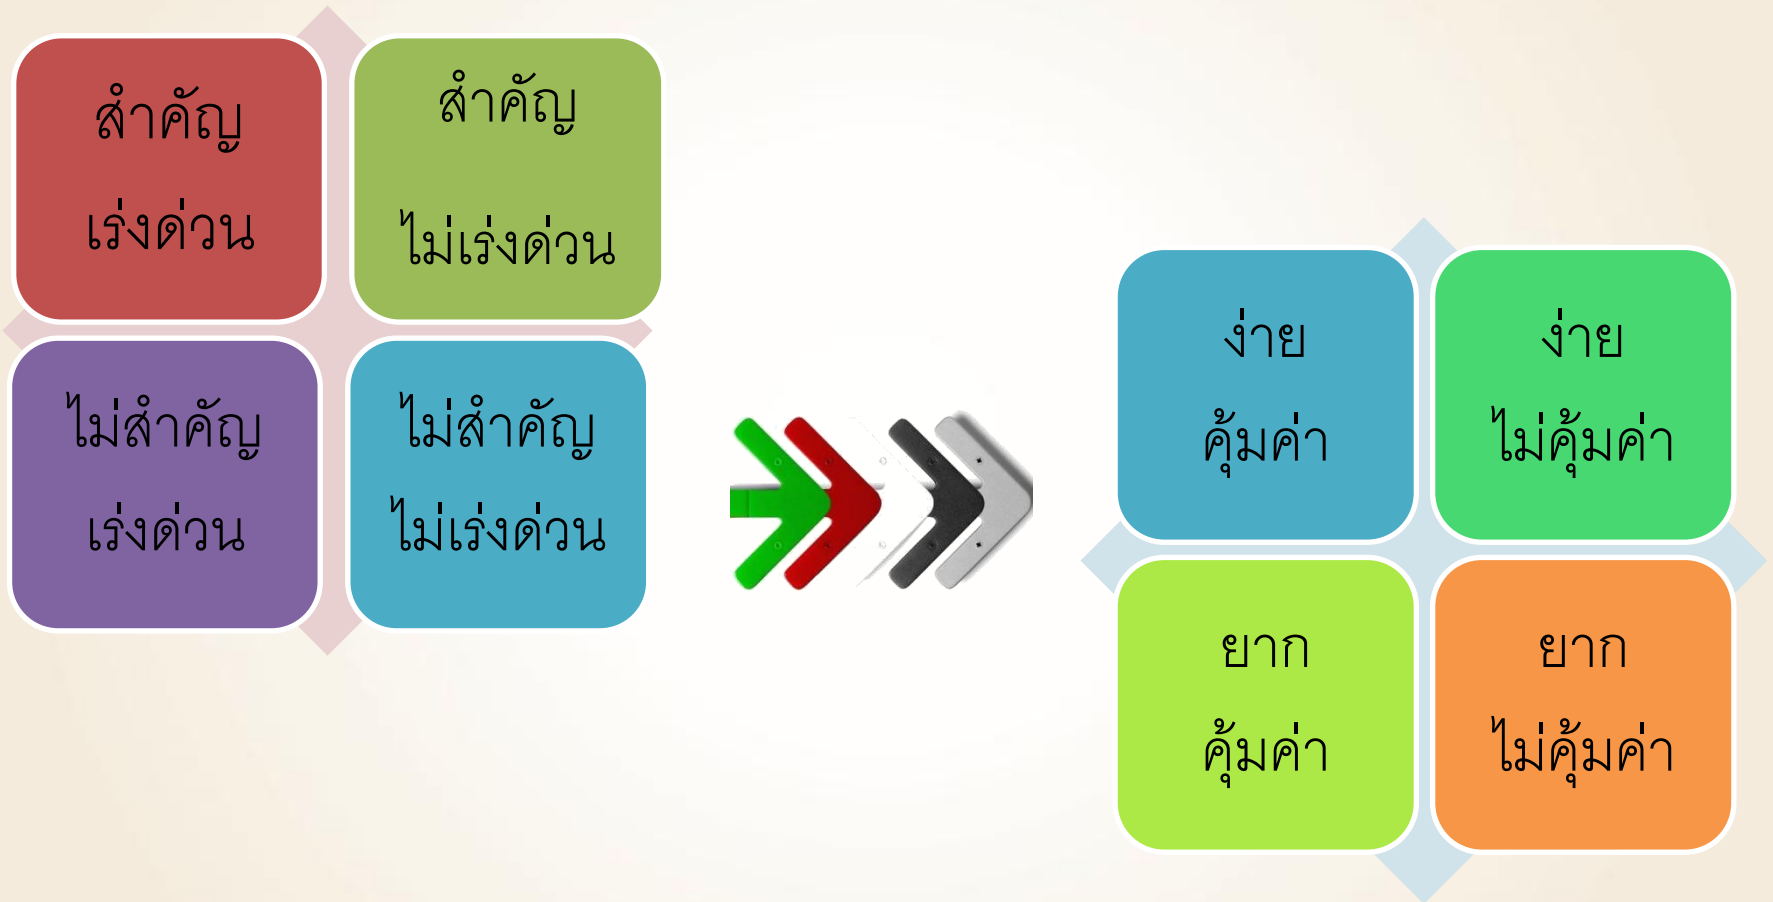 สำคัญ
เร่งด่วน
สำคัญ
ไม่เร่งด่วน
ไม่สำคัญ
เร่งด่วน
ไม่สำคัญ
ไม่เร่งด่วน
ง่าย
คุ้มค่า
ง่าย
ไม่คุ้มค่า
ยาก
คุ้มค่า
ยาก
ไม่คุ้มค่า